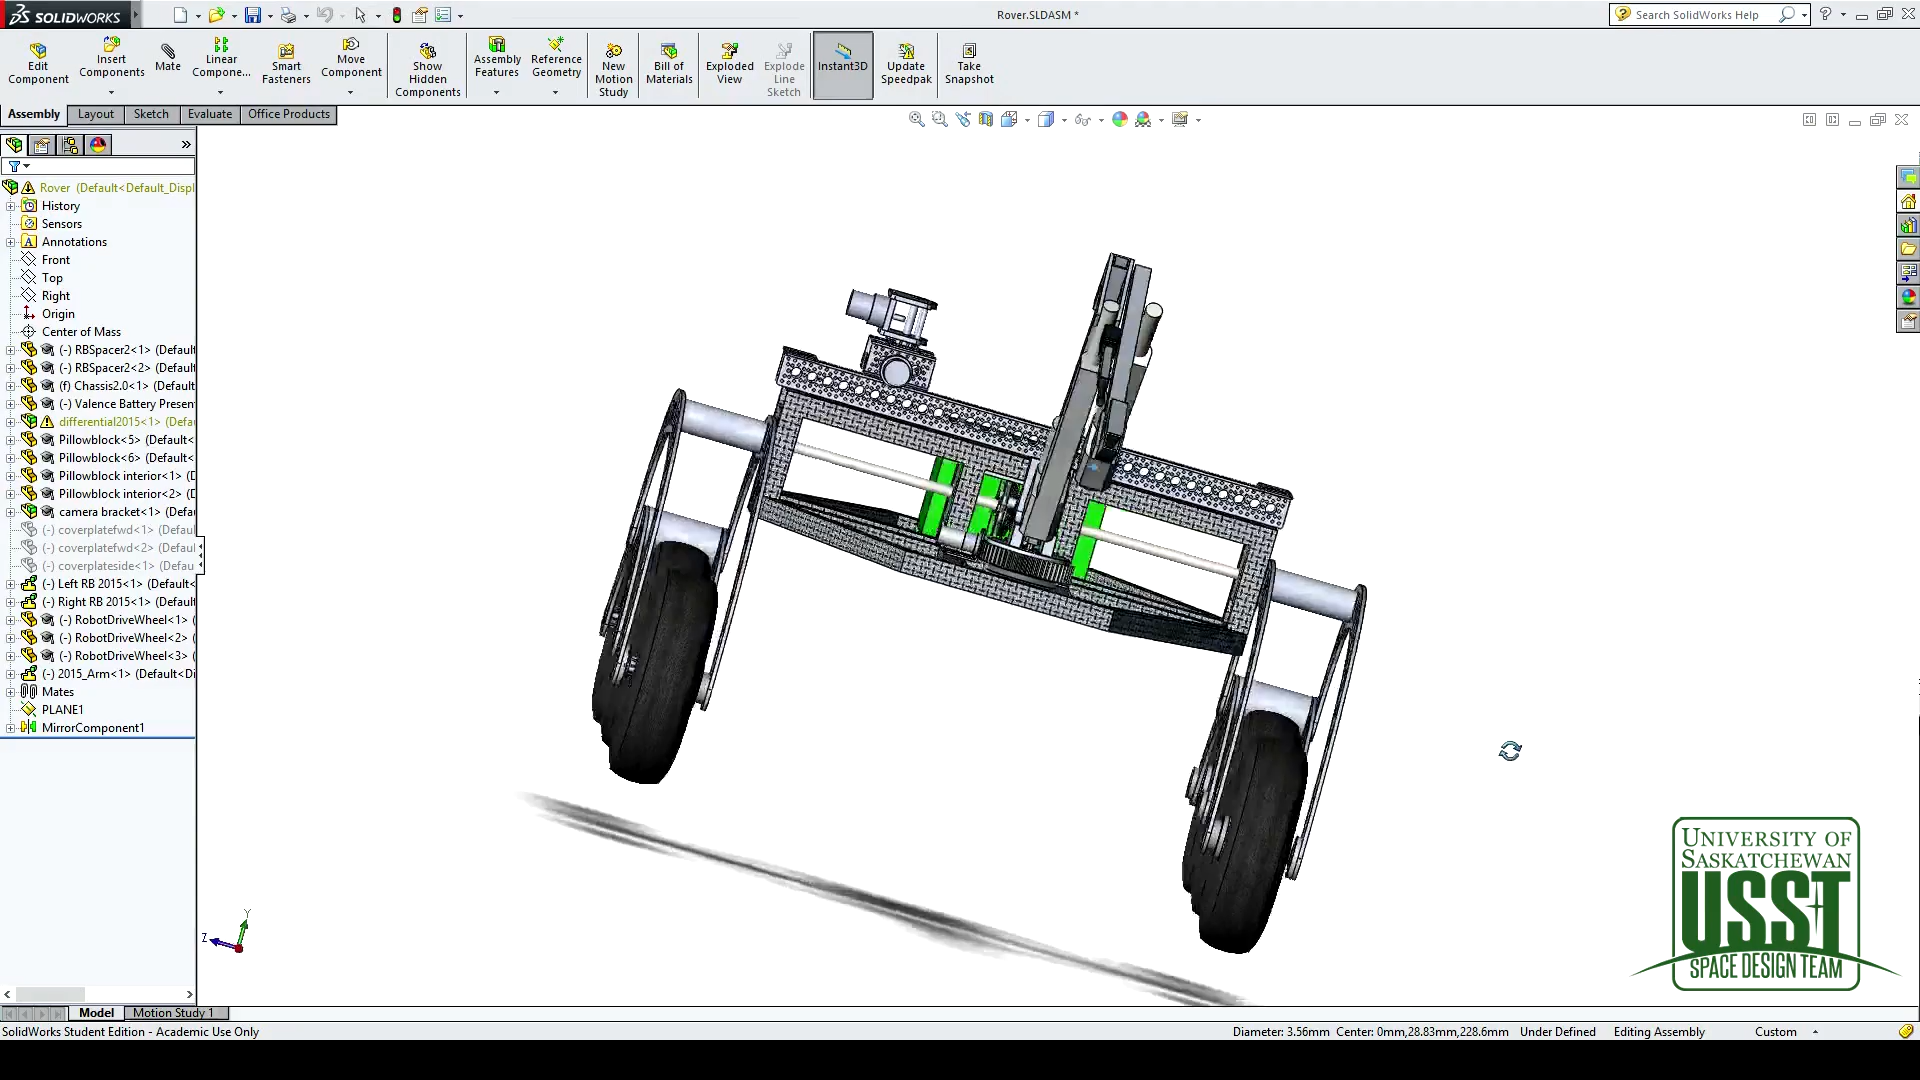 SOLIDWORKS
Rover.SLDASM *
Search SolidWorks Help
Edit Component
Insert Components
Mate
Linear Compone...
Smart Fasteners
Move Component
Show Hidden Components
Assembly Features
Reference Geometry
New Motion Study
Bill of Materials
Exploded View
Explode Line Sketch
Instant3D
Update Speedpak
Take Snapshot
Assembly
Layout
Sketch
Evaluate
Office Products
Rover (Default<Default_Displ
History
Sensors
Annotations
Front
Top
Right
Origin
Center of Mass
(-) RBSpacer2<1> (Default
(-) RBSpacer2<2> (Default
(f) Chassis2.0<1> (Default
(-) Valence Battery Presen
differential2015<1> (Defa
Pillowblock<5> (Default<
Pillowblock<6> (Default<
Pillowblock interior<1> (D
Pillowblock interior<2> (D
camera bracket<1> (Defa
(-) coverplatefwd<1> (Defaul
(-) coverplatefwd<2> (Defaul
(-) coverplateside<1> (Defau
(-) Left RB 2015<1> (Default<
(-) Right RB 2015<1> (Default
(-) RobotDriveWheel<1> (
(-) RobotDriveWheel<2> (
(-) RobotDriveWheel<3> (
(-) 2015_Arm<1> (Default<Di
Mates
PLANE1
MirrorComponent1
Y
Z
UNIVERSITY OF
SASKATCHEWAN
USST
SPACE DESIGN TEAM
Model
Motion Study 1
SolidWorks Student Edition - Academic Use Only
Diameter: 3.56mm Center: 0mm,28.83mm,228.6mm
Under Defined
Editing Assembly
Custom